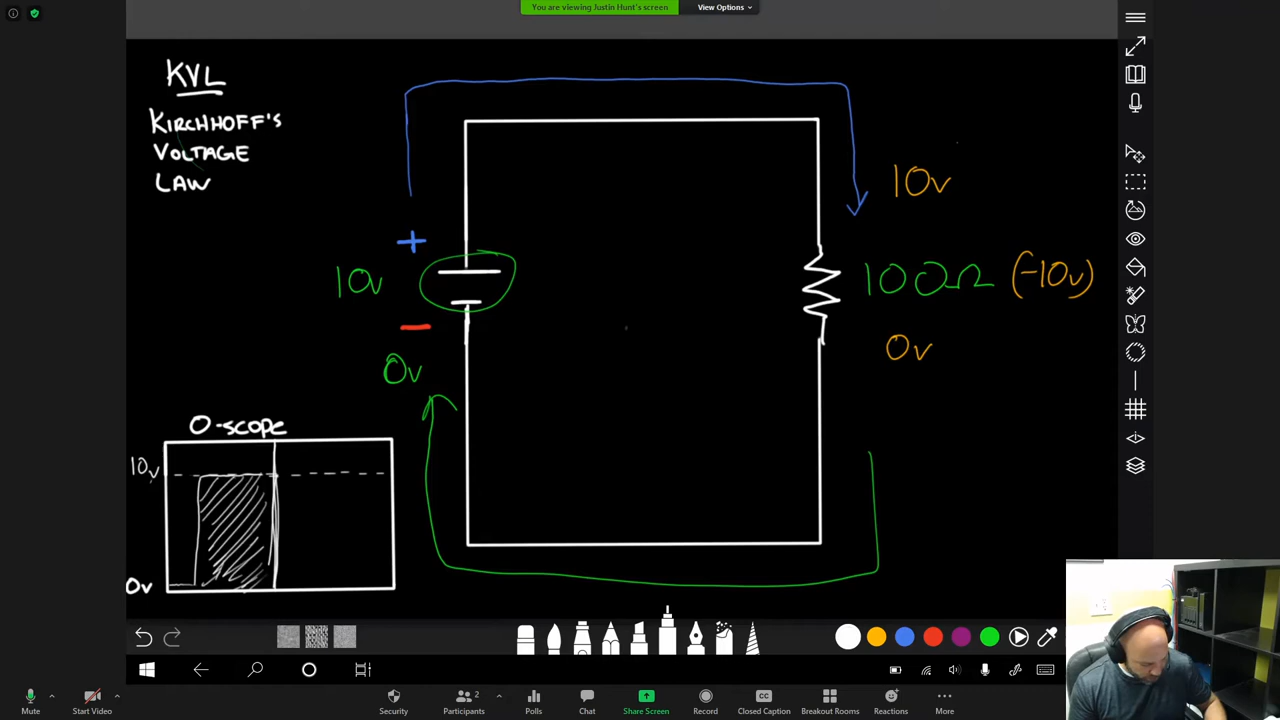 You are viewing Justin Hunt's screen
View Options
KVL
KIRCHHOFF'S
VOLTAGE
LAW
10v
+
10v
100Ω (-10v)
-
0v
0v
O-scope
10v
0v
Mute
Start Video
Security
Participants
2
Polls
Chat
Share Screen
Record
Closed Caption
Breakout Rooms
Reactions
More